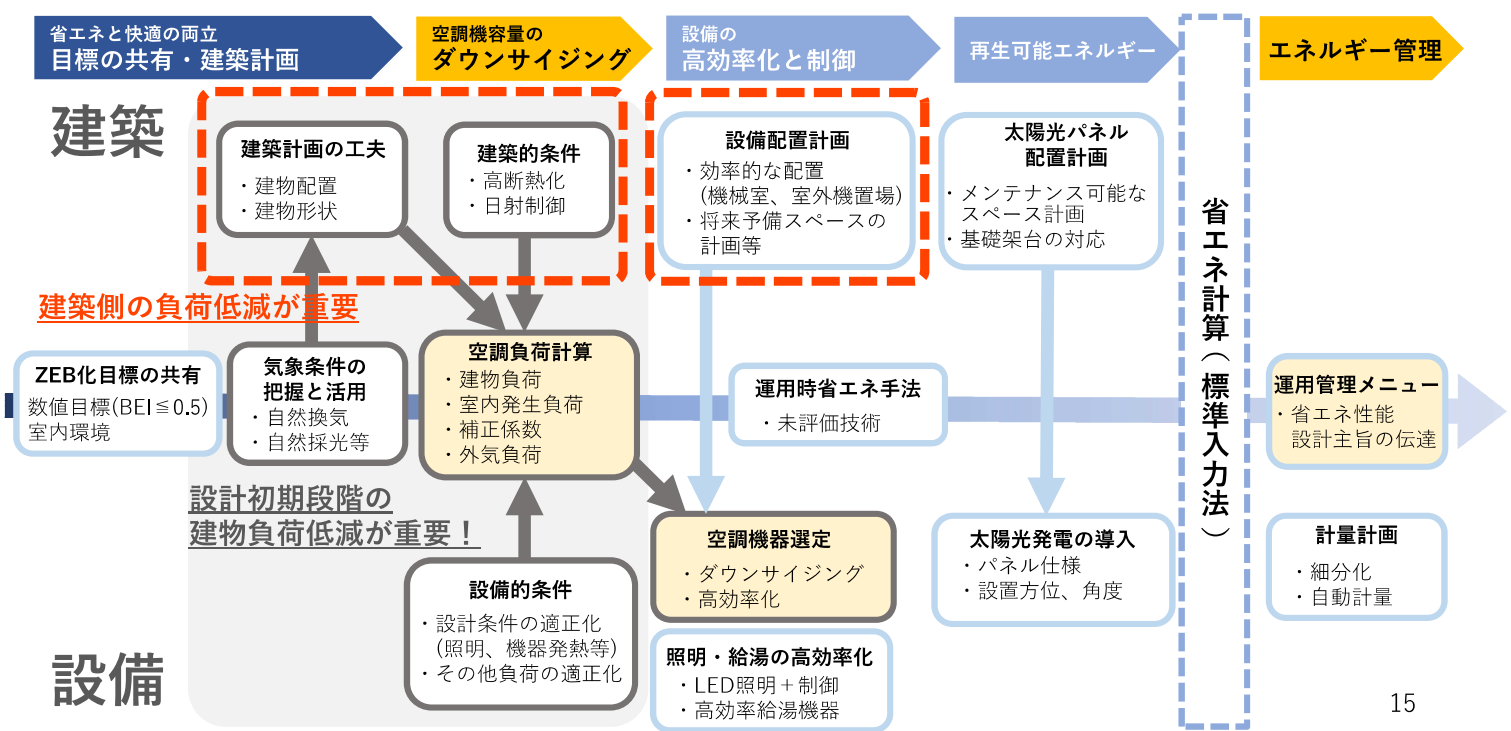 省エネと快適の両立
目標の共有・建築計画
空調機容量の
ダウンサイジング
設備の
高効率化と制御
再生可能エネルギー
エネルギー管理
建築
建築計画の工夫
・建物配置
・建物形状
建築的条件
・高断熱化
・日射制御
設備配置計画
・効率的な配置
(機械室、室外機置場)
・将来予備スペースの
計画等
太陽光パネル
配置計画
・メンテナンス可能な
スペース計画
・基礎架台の対応
省エネ計算(標準入力法)
建築側の負荷低減が重要
ZEB化目標の共有
数値目標(BEI≦0.5)
室内環境
気象条件の
把握と活用
・自然換気
・自然採光等
空調負荷計算
・建物負荷
・室内発生負荷
・補正係数
・外気負荷
運用時省エネ手法
・未評価技術
運用管理メニュー
・省エネ性能
設計主旨の伝達
設計初期段階の
建物負荷低減が重要！
空調機器選定
・ダウンサイジング
・高効率化
太陽光発電の導入
・パネル仕様
・設置方位、角度
計量計画
・細分化
・自動計量
設備
設備的条件
・設計条件の適正化
(照明、機器発熱等)
・その他負荷の適正化
照明・給湯の高効率化
・LED照明＋制御
・高効率給湯機器
15